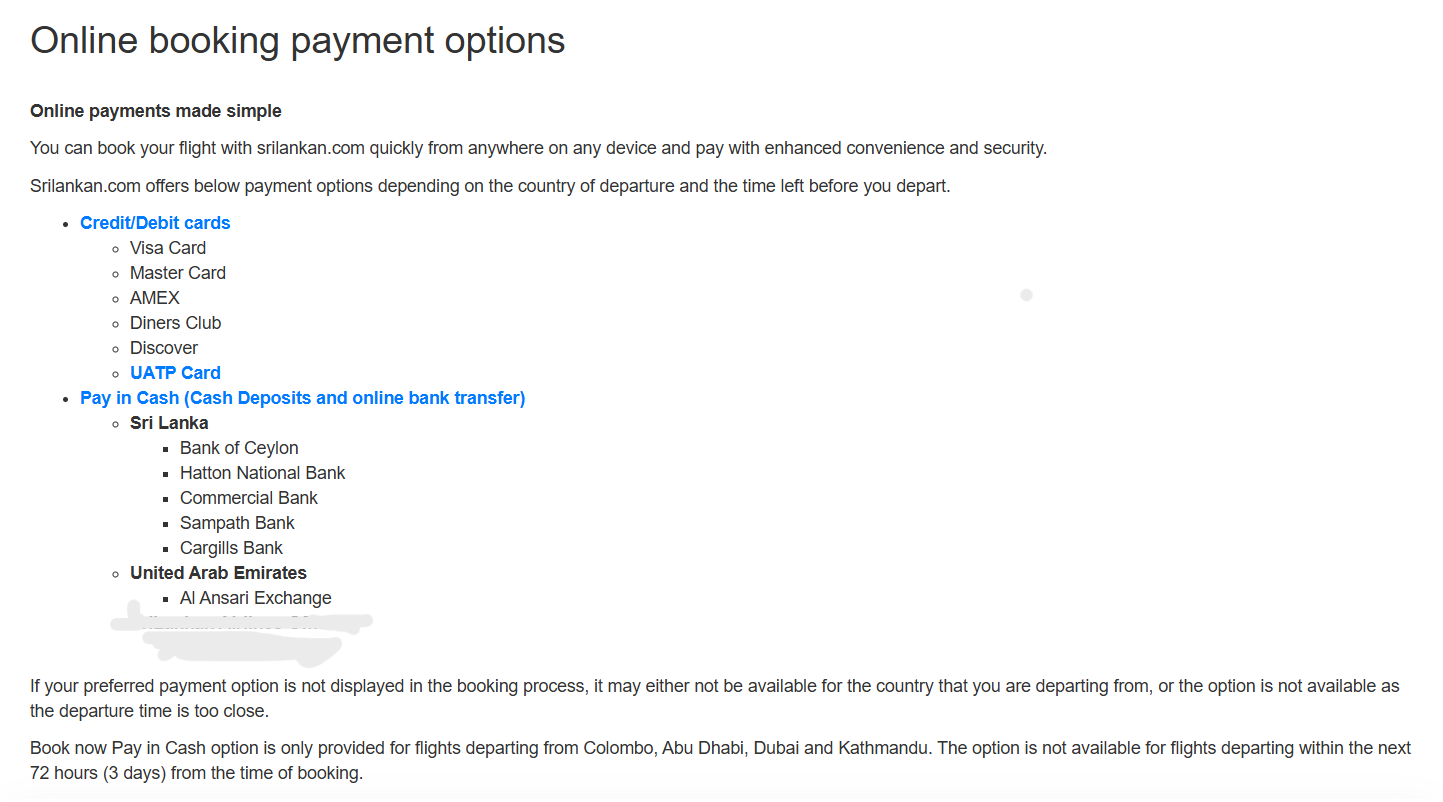 Online booking payment options
Online payments made simple
You can book your flight with srilankan.com quickly from anywhere on any device and pay with enhanced convenience and security.
Srilankan.com offers below payment options depending on the country of departure and the time left before you depart.
Credit/Debit cards
Visa Card
Master Card
AMEX
Diners Club
Discover
UATP Card
Pay in Cash (Cash Deposits and online bank transfer)
Sri Lanka
Bank of Ceylon
Hatton National Bank
Commercial Bank
Sampath Bank
Cargills Bank
United Arab Emirates
Al Ansari Exchange
If your preferred payment option is not displayed in the booking process, it may either not be available for the country that you are departing from, or the option is not available as
the departure time is too close.
Book now Pay in Cash option is only provided for flights departing from Colombo, Abu Dhabi, Dubai and Kathmandu. The option is not available for flights departing within the next
72 hours (3 days) from the time of booking.